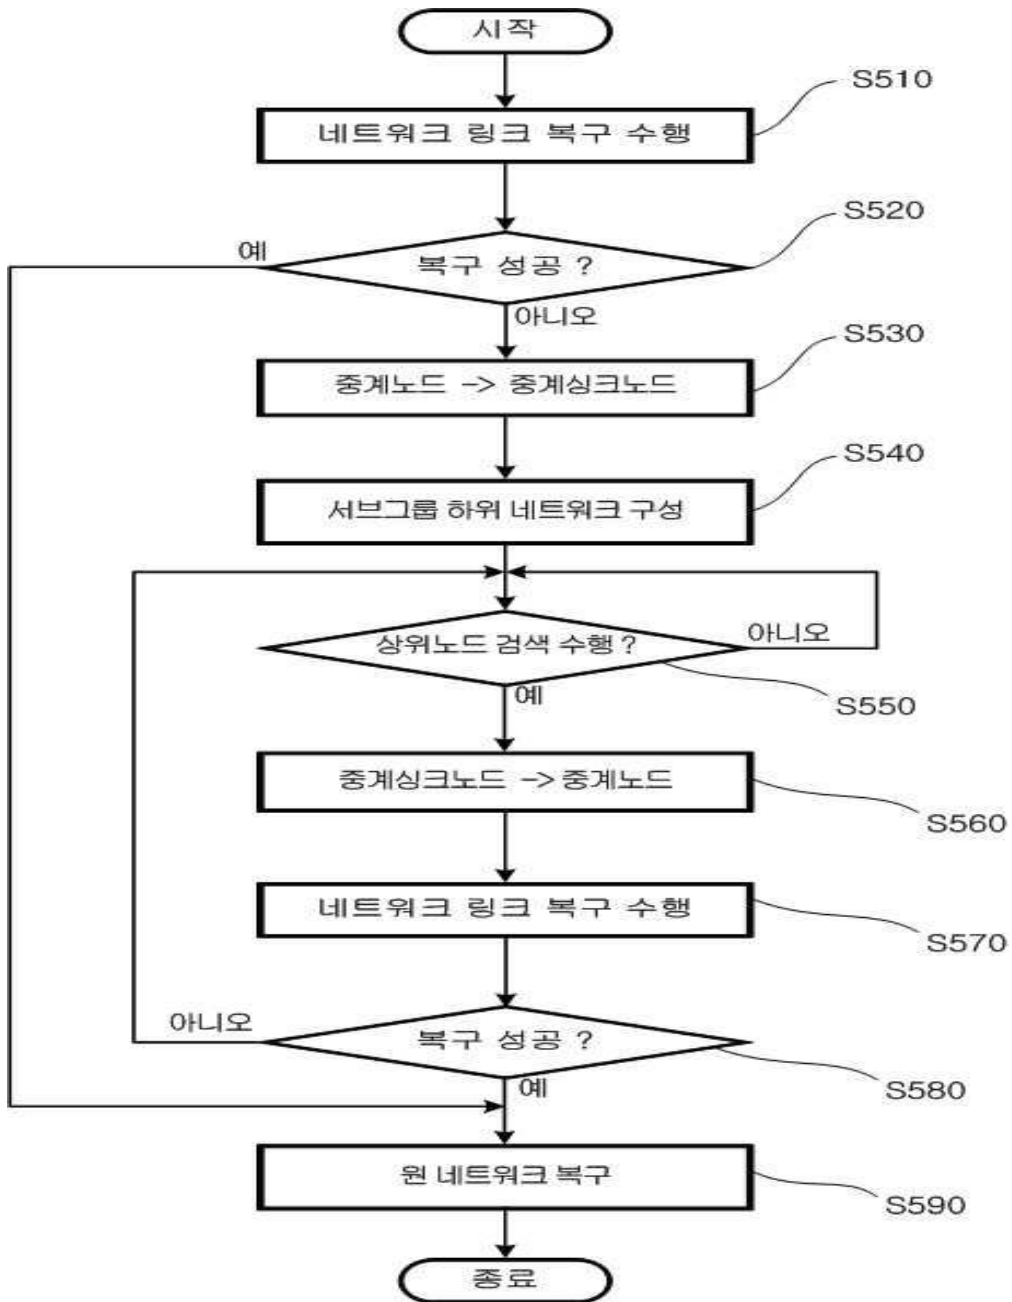 시작
S510
네트워크 링크 복구 수행
S520
예
복구 성공 ?
아니오
S530
중계노드 -> 중계싱크노드
S540
서브그룹 하위 네트워크 구성
상위노드 검색 수행 ?
아니오
예
S550
중계싱크노드 -> 중계노드
S560
네트워크 링크 복구 수행
S570
아니오
복구 성공 ?
예
S580
원 네트워크 복구
S590
종료